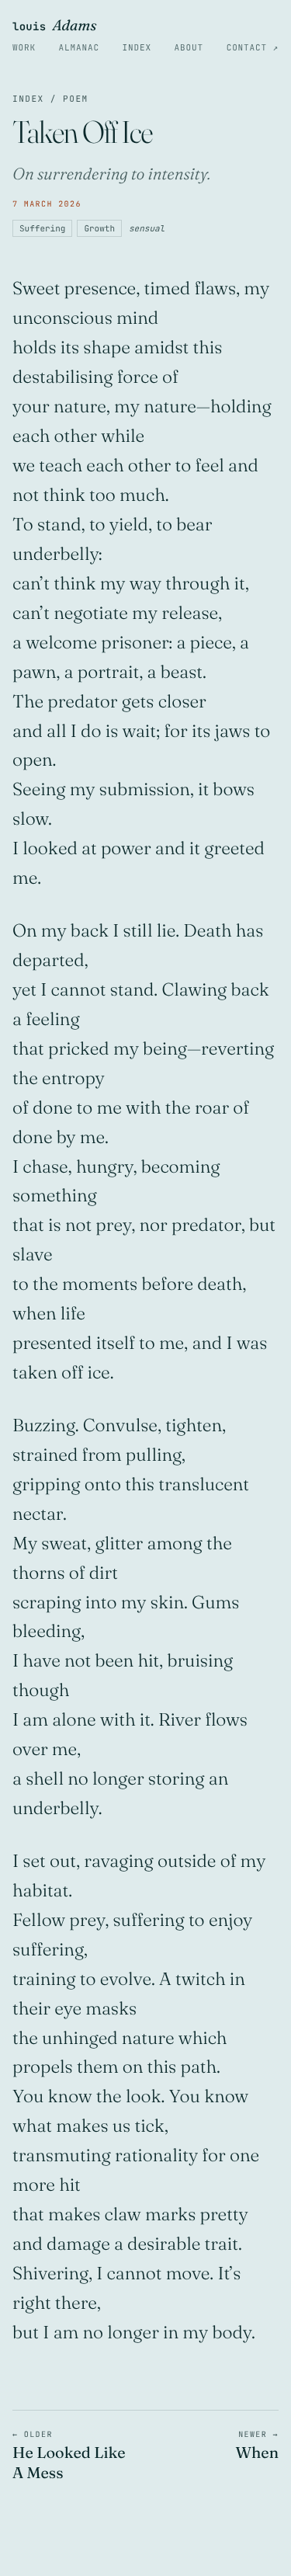 louis Adams
WORK ALMANAC INDEX ABOUT CONTACT ↗
INDEX / POEM
Taken Off Ice
On surrendering to intensity.
7 MARCH 2026
Suffering Growth sensual
Sweet presence, timed flaws, my
unconscious mind
holds its shape amidst this
destabilising force of
your nature, my nature—holding
each other while
we teach each other to feel and
not think too much.
To stand, to yield, to bear
underbelly:
can’t think my way through it,
can’t negotiate my release,
a welcome prisoner: a piece, a
pawn, a portrait, a beast.
The predator gets closer
and all I do is wait; for its jaws to
open.
Seeing my submission, it bows
slow.
I looked at power and it greeted
me.
On my back I still lie. Death has
departed,
yet I cannot stand. Clawing back
a feeling
that pricked my being—reverting
the entropy
of done to me with the roar of
done by me.
I chase, hungry, becoming
something
that is not prey, nor predator, but
slave
to the moments before death,
when life
presented itself to me, and I was
taken off ice.
Buzzing. Convulse, tighten,
strained from pulling,
gripping onto this translucent
nectar.
My sweat, glitter among the
thorns of dirt
scraping into my skin. Gums
bleeding,
I have not been hit, bruising
though
I am alone with it. River flows
over me,
a shell no longer storing an
underbelly.
I set out, ravaging outside of my
habitat.
Fellow prey, suffering to enjoy
suffering,
training to evolve. A twitch in
their eye masks
the unhinged nature which
propels them on this path.
You know the look. You know
what makes us tick,
transmuting rationality for one
more hit
that makes claw marks pretty
and damage a desirable trait.
Shivering, I cannot move. It’s
right there,
but I am no longer in my body.
← OLDER
He Looked Like
A Mess
NEWER →
When